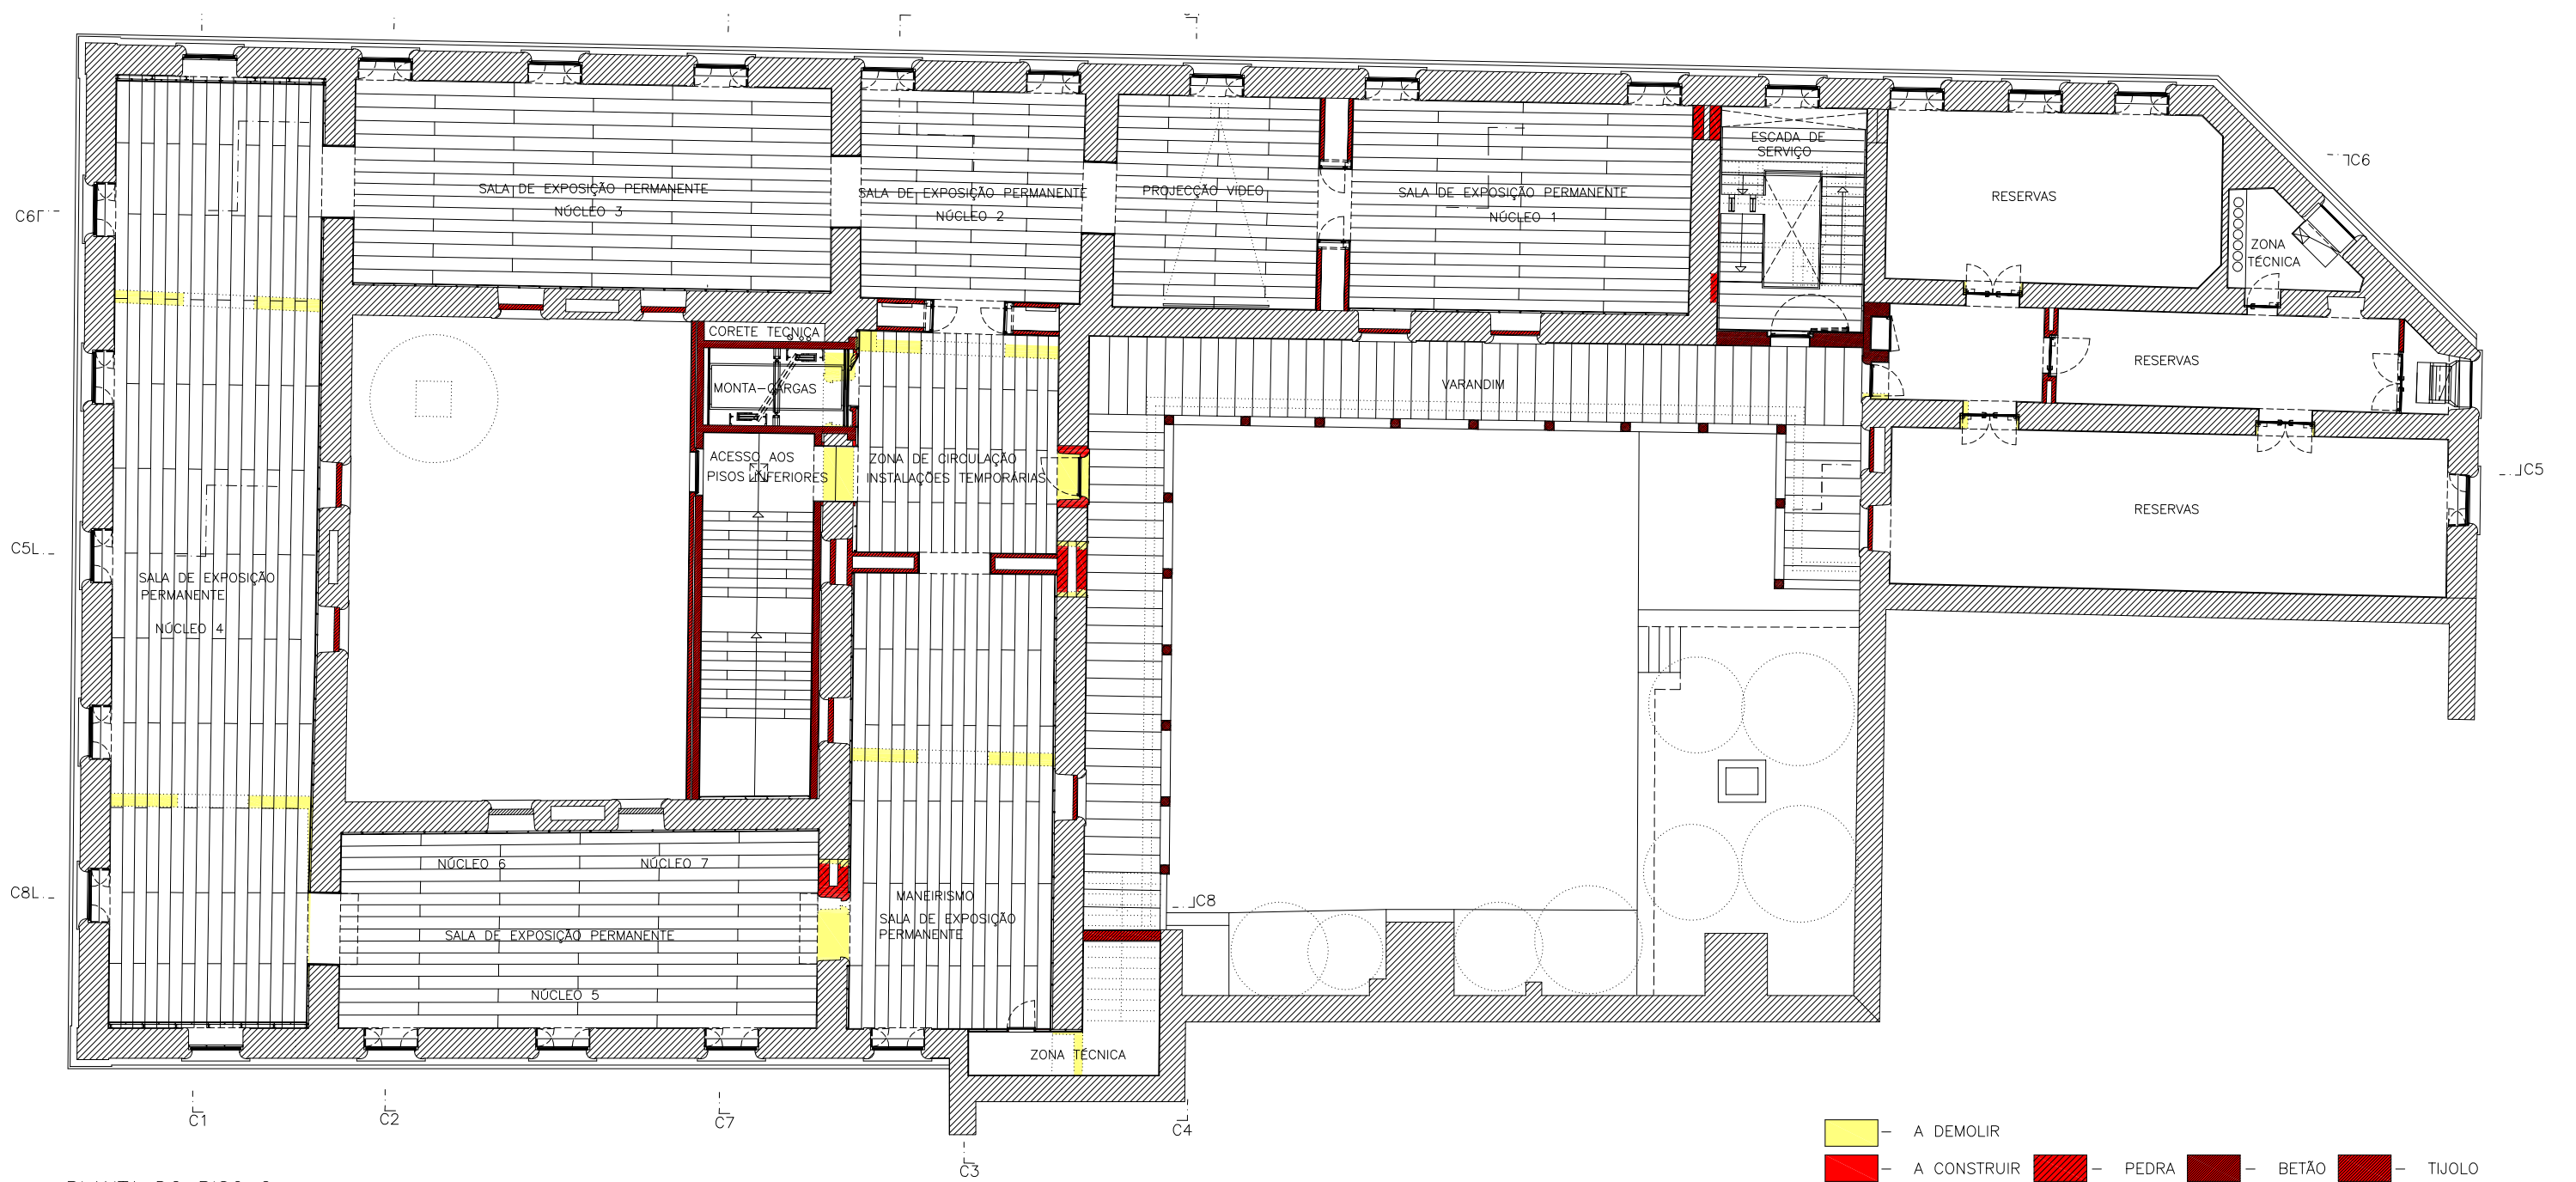 C6
C6
ESCADA DE
SERVIÇO
SALA DE EXPOSIÇÃO PERMANENTE
NÚCLEO 3
SALA DE EXPOSIÇÃO PERMANENTE
NÚCLEO 2
PROJECÇÃO VIDEO
SALA DE EXPOSIÇÃO PERMANENTE
NÚCLEO 1
RESERVAS
ZONA
TÉCNICA
CORETE TECNICA
MONTA-CARGAS
VARANDIM
RESERVAS
ACESSO AOS
PISOS INFERIORES
ZONA DE CIRCULAÇÃO
INSTALAÇÕES TEMPORÁRIAS
C5
RESERVAS
C5
SALA DE EXPOSIÇÃO
PERMANENTE
NÚCLEO 4
NÚCLEO 6
NÚCLEO 7
C8
MANEIRISMO
C8
SALA DE EXPOSIÇÃO
PERMANENTE
SALA DE EXPOSIÇÃO PERMANENTE
NÚCLEO 5
ZONA TÉCNICA
C1
C2
C7
C4
C3
A DEMOLIR
A CONSTRUIR
PEDRA
BETÃO
TIJOLO